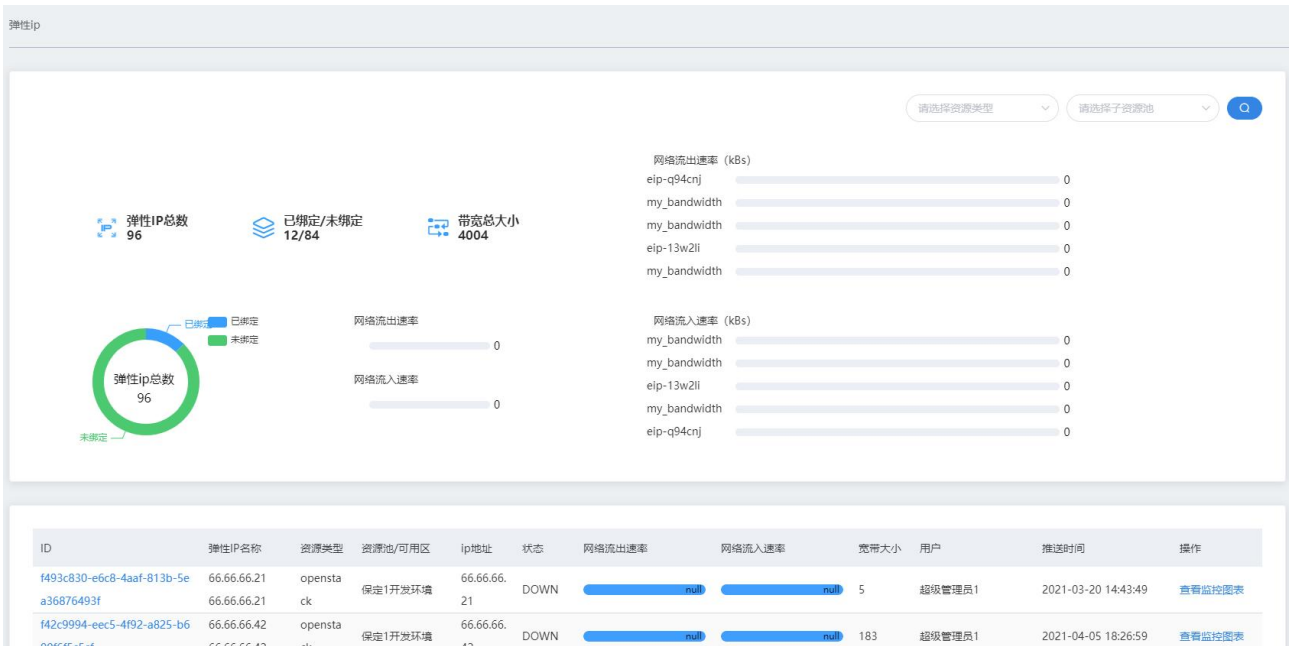 弹性ip
请选择资源类型
请选择子资源池
弹性IP总数
96
已绑定/未绑定
12/84
带宽总大小
4004
网络流出速率（kBs）
eip-q94cnj 0
my_bandwidth 0
my_bandwidth 0
eip-13w2li 0
my_bandwidth 0
已绑定
未绑定
弹性ip总数
96
未绑定
网络流出速率
0
网络流入速率
0
网络流入速率（kBs）
my_bandwidth 0
my_bandwidth 0
eip-13w2li 0
my_bandwidth 0
eip-q94cnj 0
ID 弹性IP名称 资源类型 资源池/可用区 ip地址 状态 网络流出速率 网络流入速率 宽带大小 用户 推送时间 操作
f493c830-e6c8-4aaf-813b-5e 66.66.66.21 opensta 66.66.66.
保定1开发环境 DOWN null null 5 超级管理员1 2021-03-20 14:43:49 查看监控图表
a36876493f 66.66.66.21 ck 21
f42c9994-eec5-4f92-a825-b6 66.66.66.42 opensta 66.66.66.
保定1开发环境 DOWN null null 183 超级管理员1 2021-04-05 18:26:59 查看监控图表